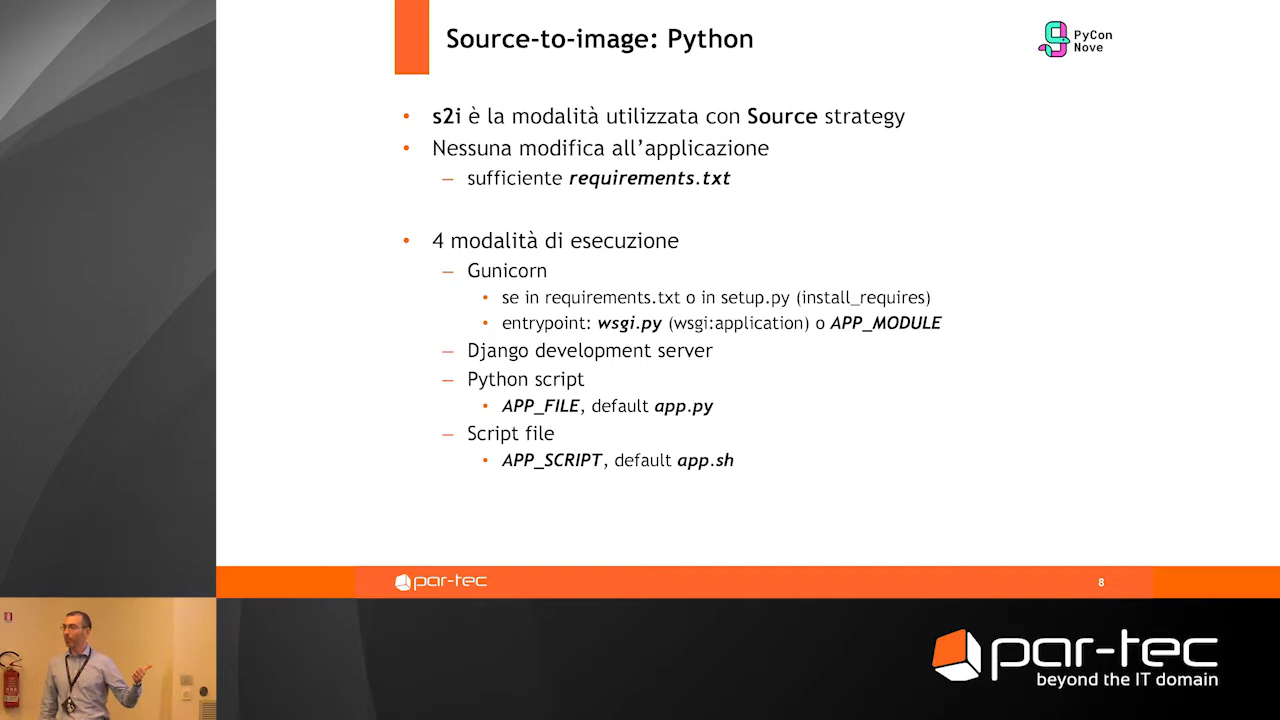 Source-to-image: Python
PyCon
Nove
• s2i è la modalità utilizzata con Source strategy
• Nessuna modifica all’applicazione
– sufficiente requirements.txt
• 4 modalità di esecuzione
– Gunicorn
• se in requirements.txt o in setup.py (install_requires)
• entrypoint: wsgi.py (wsgi:application) o APP_MODULE
– Django development server
– Python script
• APP_FILE, default app.py
– Script file
• APP_SCRIPT, default app.sh
par-tec
8
par-tec
beyond the IT domain